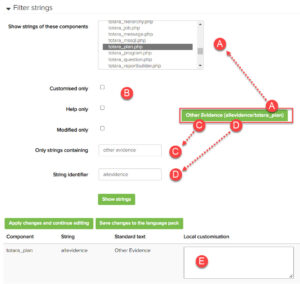 Filter strings
Show strings of these components
totara_hierarchy.php
totara_job.php
totara_message.php
totara_mssql.php
totara_plan.php
totara_program.php
totara_question.php
totara_reportbuilder.php
A
A
Customised only
B
Help only
Other Evidence (allevidence/totara_plan)
Modified only
C
D
Only strings containing
other evidence
C
String identifier
allevidence
D
Show strings
Apply changes and continue editing
Save changes to the language pack
Component String Standard text Local customisation
totara_plan allevidence Other Evidence
E